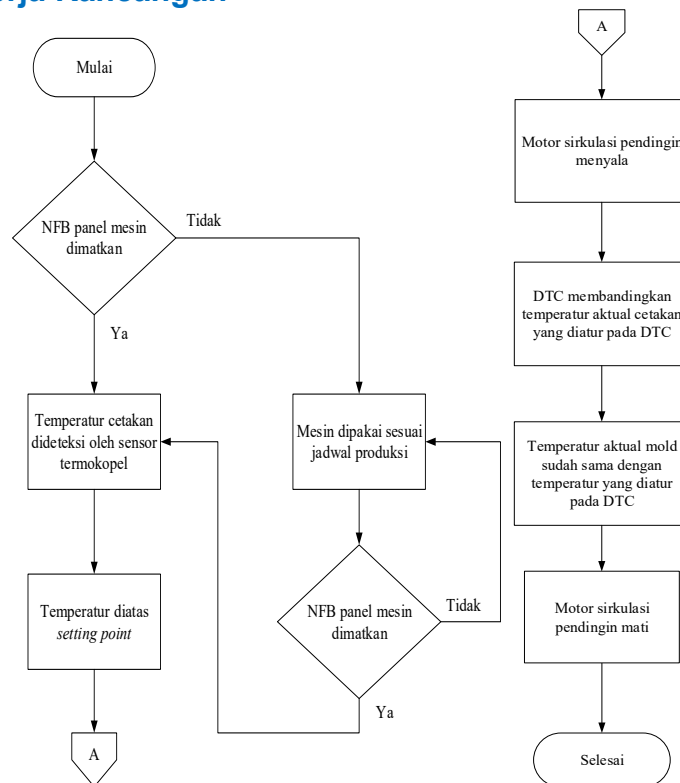 Mulai
NFB panel mesin
dimatkan
Tidak
Ya
Temperatur cetakan
dideteksi oleh sensor
termokopel
Temperatur diatas
setting point
A
Mesin dipakai sesuai
jadwal produksi
NFB panel mesin
dimatkan
Tidak
Ya
A
Motor sirkulasi pendingin
menyala
DTC membandingkan
temperatur aktual cetakan
yang diatur pada DTC
Temperatur aktual mold
sudah sama dengan
temperatur yang diatur
pada DTC
Motor sirkulasi
pendingin mati
Selesai